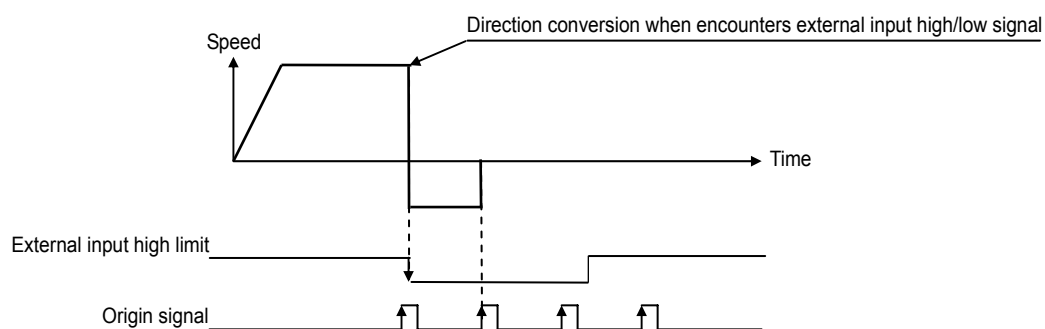 Direction conversion when encounters external input high/low signal
Speed
Time
External input high limit
Origin signal